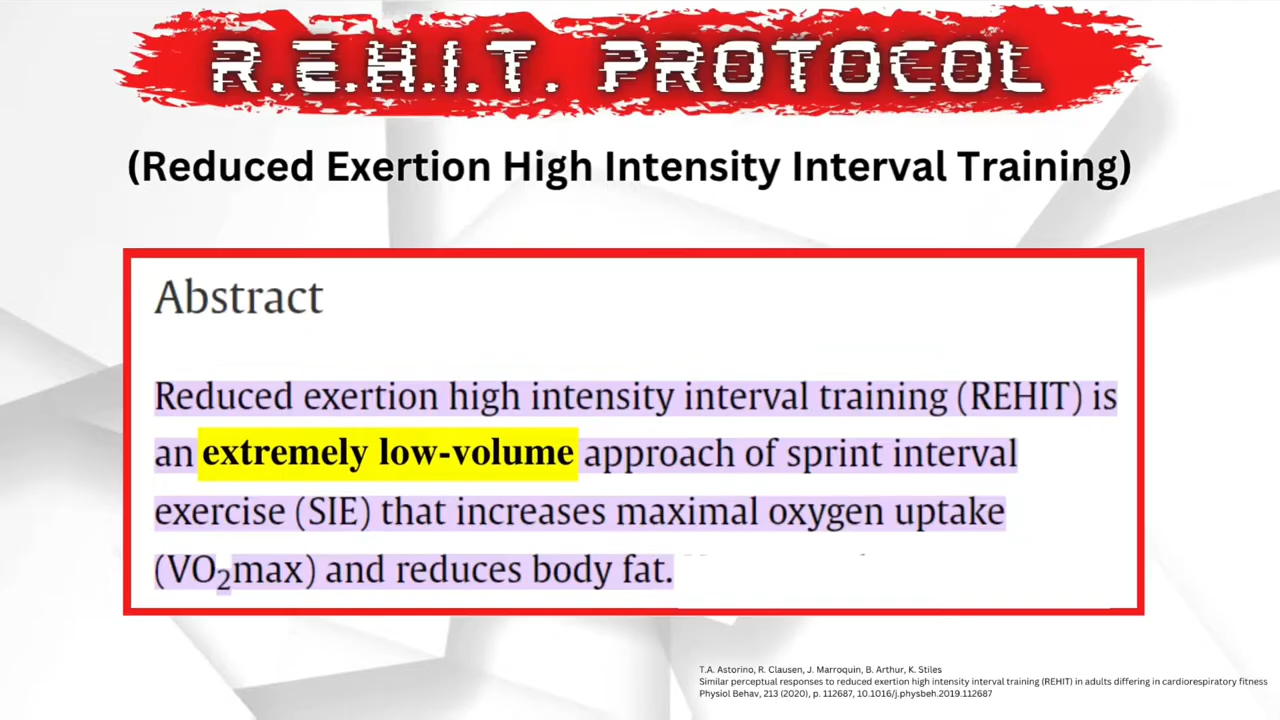 R.E.H.I.T. PROTOCOL
(Reduced Exertion High Intensity Interval Training)
Abstract
Reduced exertion high intensity interval training (REHIT) is
an extremely low-volume approach of sprint interval
exercise (SIE) that increases maximal oxygen uptake
(VO₂max) and reduces body fat.
T.A. Astorino, R. Clausen, J. Marroquin, B. Arthur, K. Stiles
Similar perceptual responses to reduced exertion high intensity interval training (REHIT) in adults differing in cardiorespiratory fitness
Physiol Behav, 213 (2020), p. 112687, 10.1016/j.physbeh.2019.112687